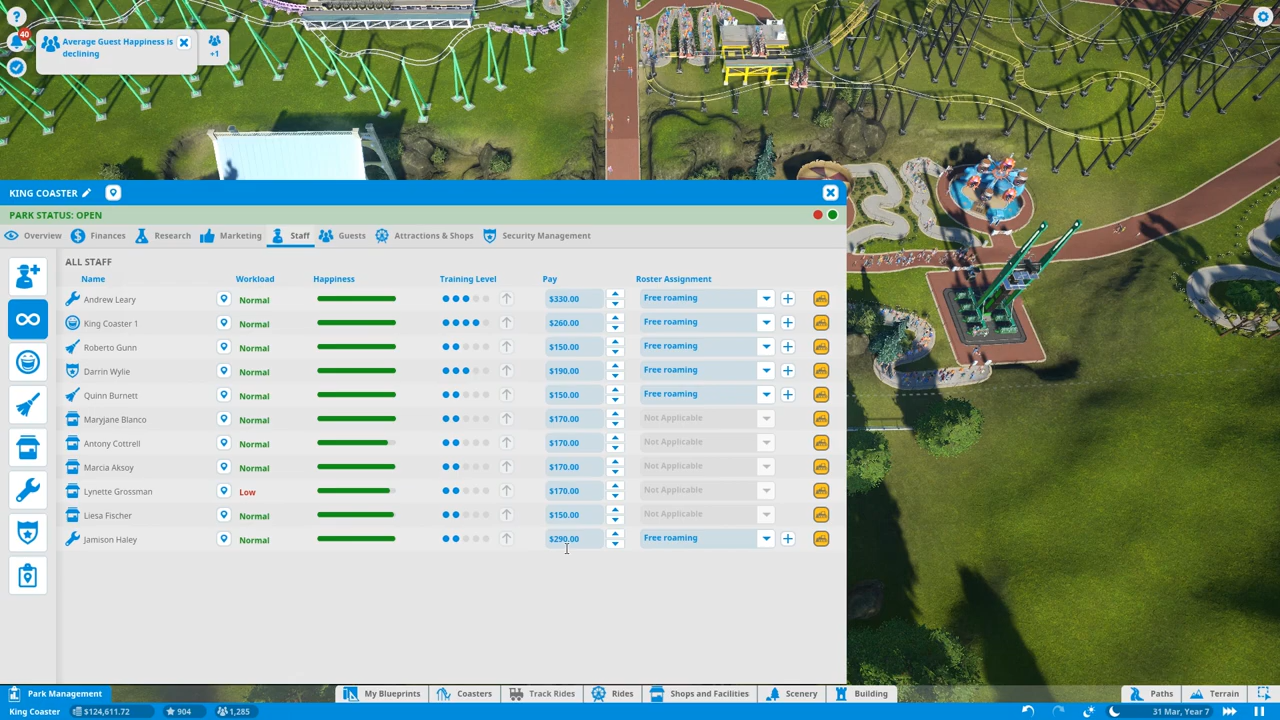 ?
40
Average Guest Happiness is
declining
+1
KING COASTER
PARK STATUS: OPEN
Overview Finances Research Marketing Staff Guests Attractions & Shops Security Management
ALL STAFF
Name Workload Happiness Training Level Pay Roster Assignment
Andrew Leary Normal $330.00 Free roaming
King Coaster 1 Normal $260.00 Free roaming
Roberto Gunn Normal $150.00 Free roaming
Darrin Wylie Normal $190.00 Free roaming
Quinn Burnett Normal $150.00 Free roaming
Maryjane Blanco Normal $170.00 Not Applicable
Antony Cottrell Normal $170.00 Not Applicable
Marcia Aksoy Normal $170.00 Not Applicable
Lynette Grossman Low $170.00 Not Applicable
Liesa Fischer Normal $150.00 Not Applicable
Jamison Haley Normal $290.00 Free roaming
Park Management My Blueprints Coasters Track Rides Rides Shops and Facilities Scenery Building Paths Terrain
King Coaster $124,611.72 904 1,285 31 Mar, Year 7